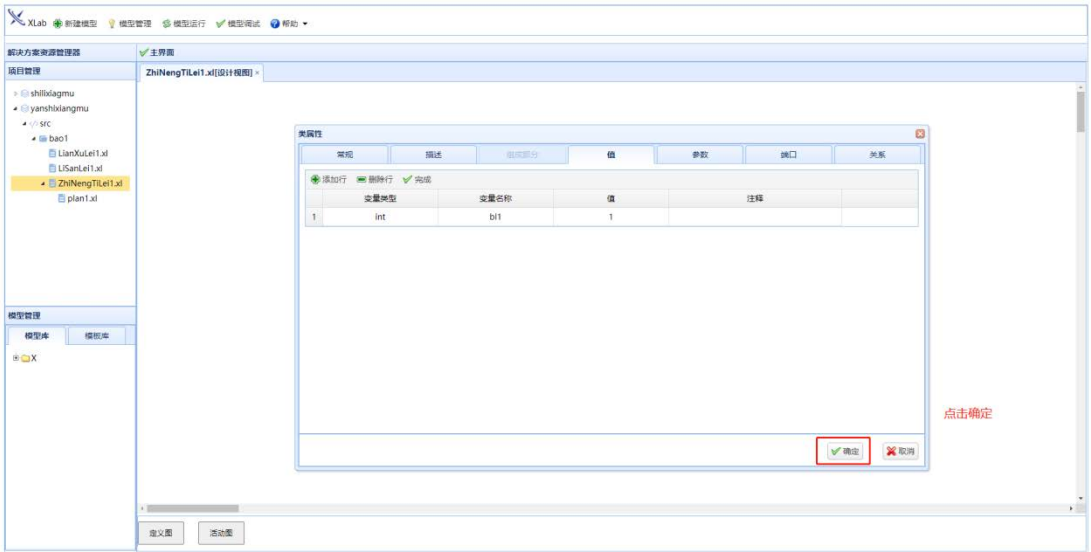 XLab 新建模型 模型管理 模型运行 模型调试 帮助
解决方案资源管理器 主界面
项目管理 ZhiNengTiLei1.xl[设计视图] ×
shilixiagmu
yanshixiangmu
src
bao1
LianXuLei1.xl
LiSanLei1.xl
ZhiNengTiLei1.xl
plan1.xl
类属性
常规 描述 组成部分 值 参数 端口 关系
添加行 删除行 完成
变量类型 变量名称 值 注释
1 int bl1 1
模型管理
模型库 模板库
X
点击确定
确定 取消
定义图 活动图